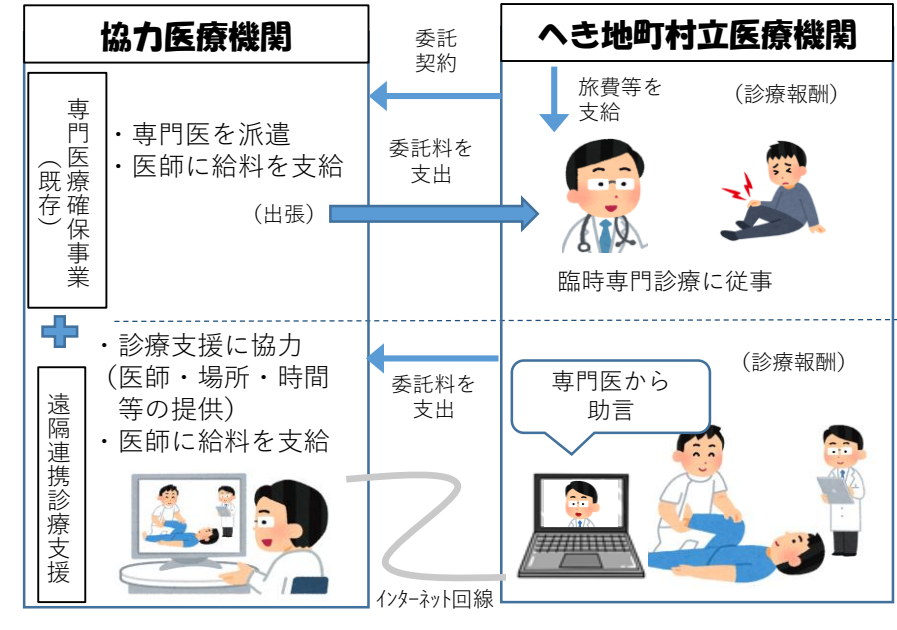 協力医療機関
へき地町村立医療機関
委託
契約
専門医療確保事業
（既存）
・専門医を派遣
・医師に給料を支給
（出張）
委託料を
支出
旅費等を
支給
（診療報酬）
臨時専門診療に従事
遠隔連携診療支援
・診療支援に協力
（医師・場所・時間
等の提供）
・医師に給料を支給
委託料を
支出
専門医から
助言
（診療報酬）
ｲﾝﾀｰﾈｯﾄ回線